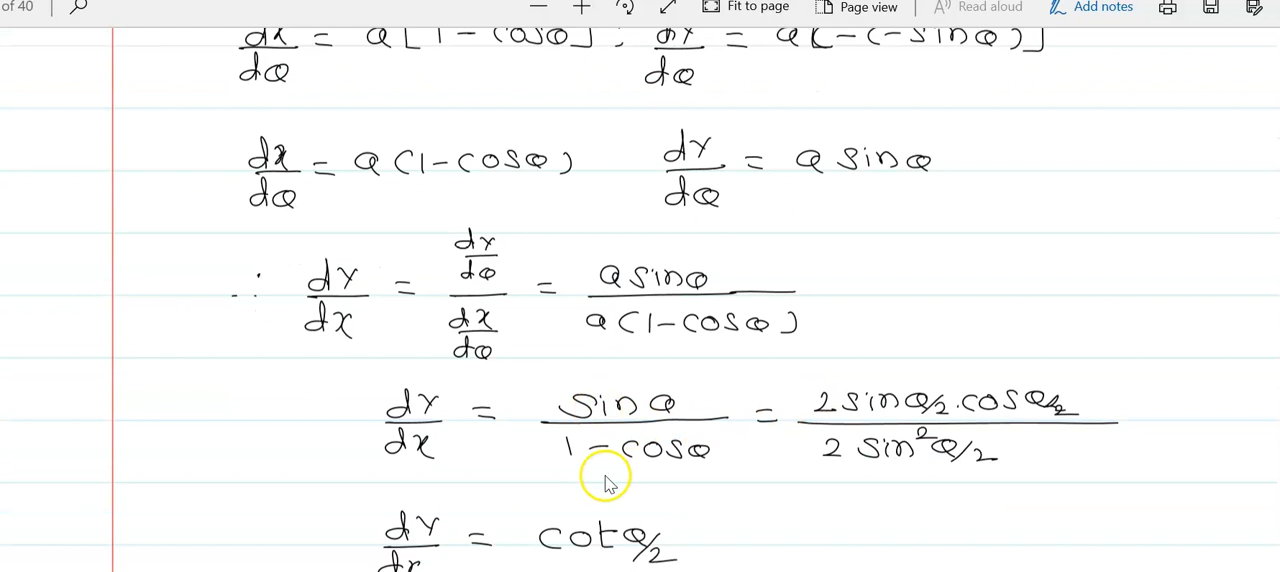 of 40 Fit to page Page view Read aloud Add notes
dx/dθ = a[1 - cosθ] ; dy/dθ = a[-(-sinθ)]
dx/dθ = a(1-cosθ) dy/dθ = a sinθ
∴ dy/dx = (dy/dθ)/(dx/dθ) = a sinθ / a(1-cosθ)
dy/dx = sinθ / 1-cosθ = 2 sinθ/2 . cosθ/2 / 2 sin²θ/2
dy/dx = cotθ/2